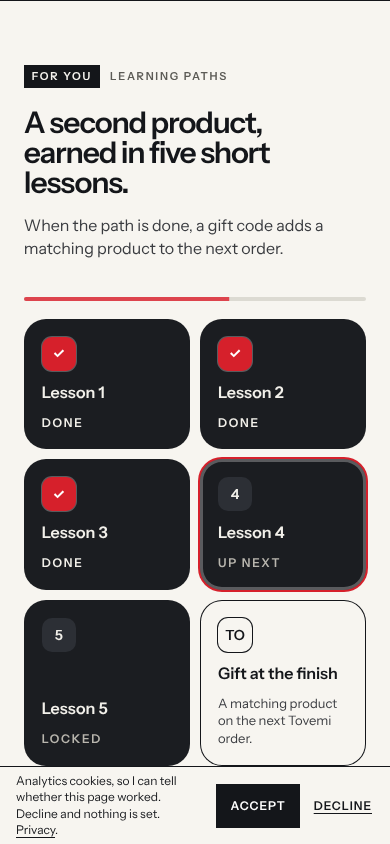 FOR YOU LEARNING PATHS
A second product,
earned in five short
lessons.
When the path is done, a gift code adds a
matching product to the next order.
Lesson 1
DONE
Lesson 2
DONE
Lesson 3
DONE
4
Lesson 4
UP NEXT
5
Lesson 5
LOCKED
TO
Gift at the finish
A matching product
on the next Tovemi
order.
Analytics cookies, so I can tell
whether this page worked.
Decline and nothing is set.
Privacy.
ACCEPT
DECLINE